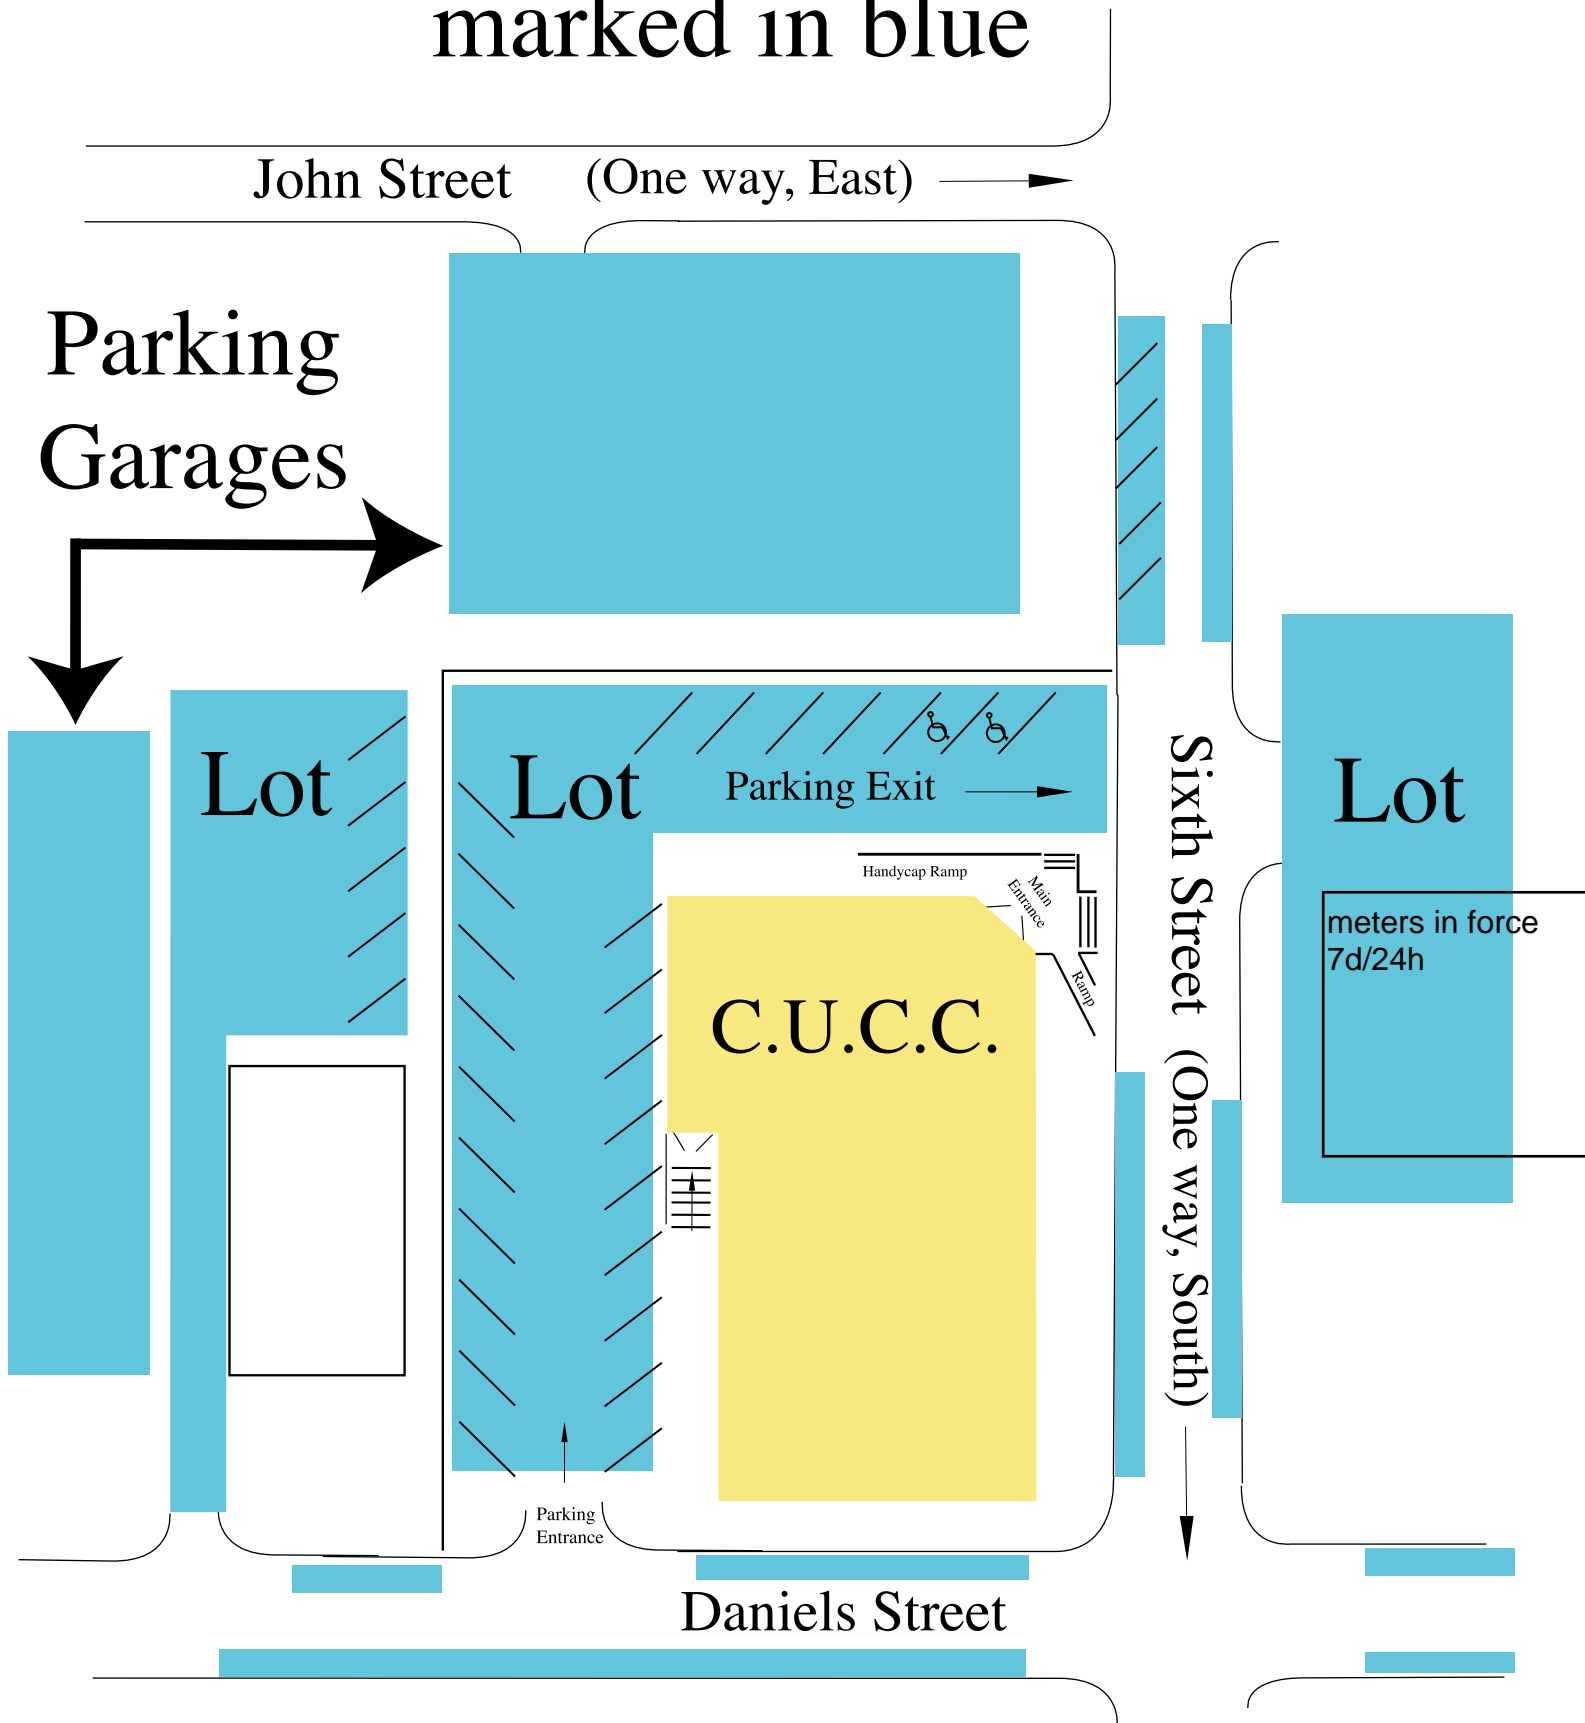 marked in blue
John Street (One way, East)
Parking
Garages
Lot
Lot
Parking Exit
Lot
Handycap Ramp
Main
Entrance
Ramp
Sixth Street (One way, South)
meters in force
7d/24h
C.U.C.C.
Parking
Entrance
Daniels Street